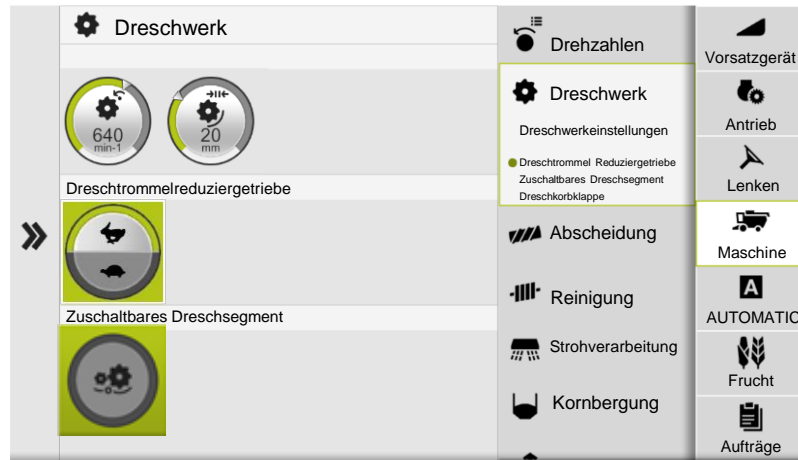 Dreschwerk
640
min-1
20
mm
Dreschtrommelreduziergetriebe
Zuschaltbares Dreschsegment
Drehzahlen
Dreschwerk
Dreschwerkeinstellungen
Dreschtrommel Reduziergetriebe
Zuschaltbares Dreschsegment
Dreschkorbklappe
Abscheidung
Reinigung
Strohverarbeitung
Kornbergung
Vorsatzgerät
Antrieb
Lenken
Maschine
A
AUTOMATIC
Frucht
Aufträge